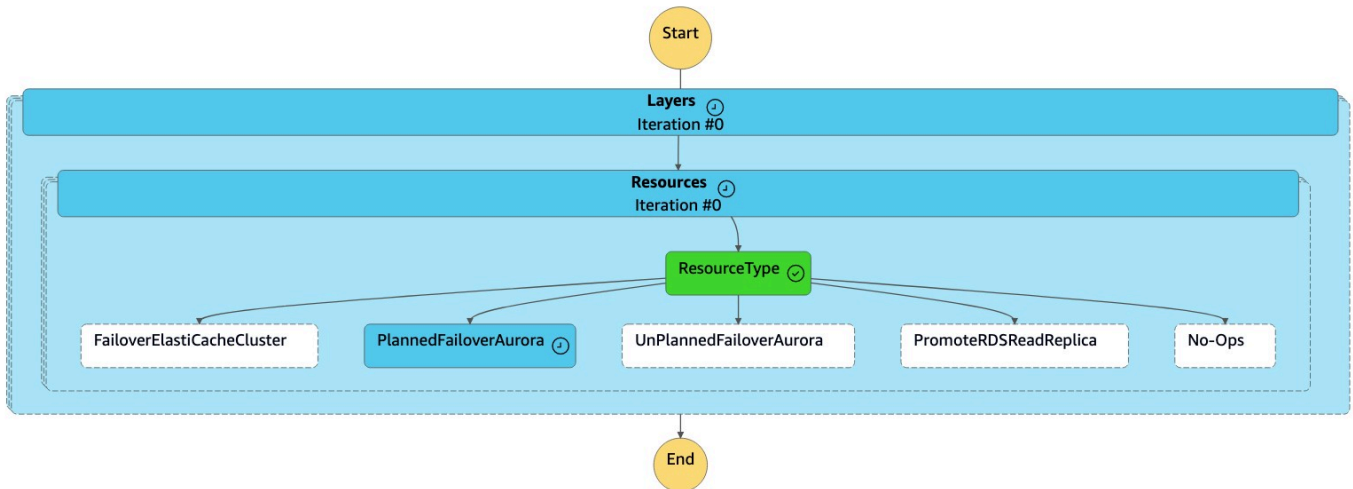 Start
Layers
Iteration #0
Resources
Iteration #0
ResourceType
FailoverElastiCacheCluster
PlannedFailoverAurora
UnPlannedFailoverAurora
PromoteRDSReadReplica
No-Ops
End